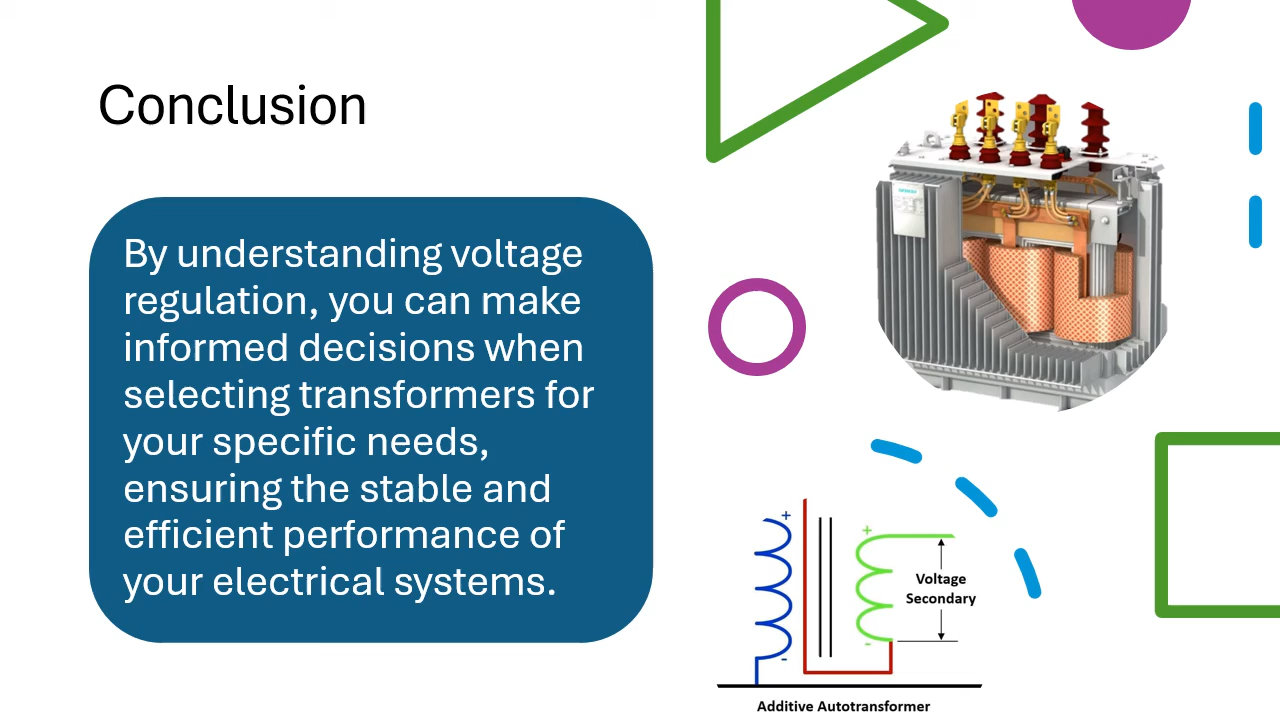 Conclusion
By understanding voltage
regulation, you can make
informed decisions when
selecting transformers for
your specific needs,
ensuring the stable and
efficient performance of
your electrical systems.
+
-
+
-
Voltage
Secondary
Additive Autotransformer